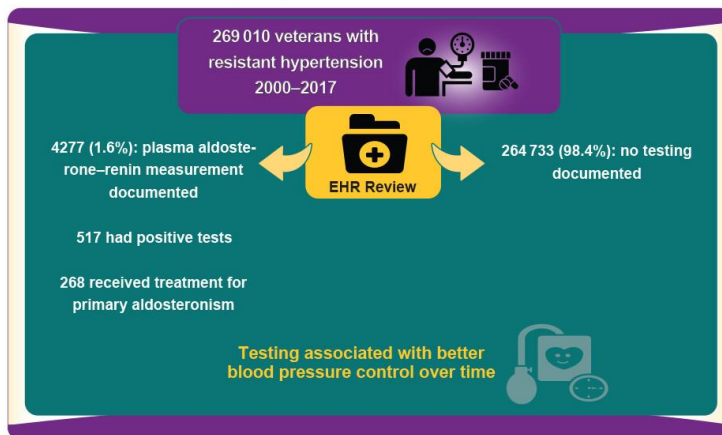 269 010 veterans with
resistant hypertension
2000–2017
4277 (1.6%): plasma aldoste-
rone–renin measurement
documented
EHR Review
264 733 (98.4%): no testing
documented
517 had positive tests
268 received treatment for
primary aldosteronism
Testing associated with better
blood pressure control over time